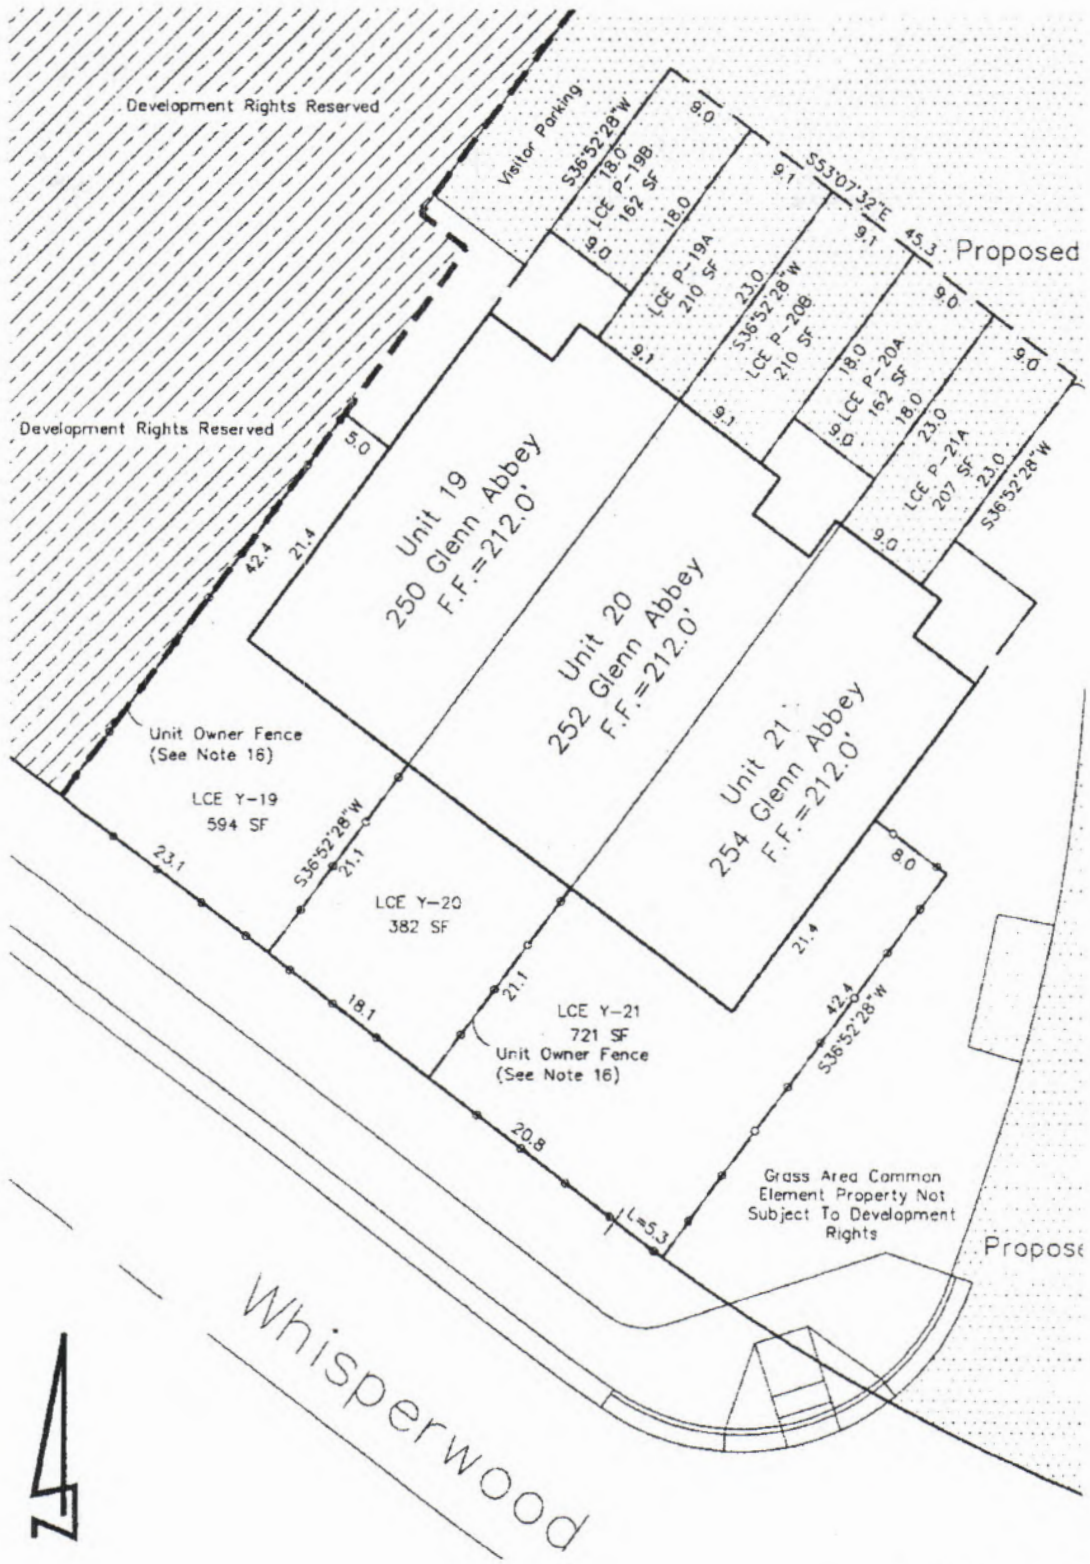 Development Rights Reserved
Visitor Parking
S36°52'28"W
18.0
LCE P-19B
162 SF
9.0
9.0
18.0
LCE P-19A
210 SF
9.1
9.1
S53°07'32"E 45.3
23.0
S36°52'28"W
LCE P-20B
210 SF
9.1
9.1
18.0
LCE P-20A
162 SF
9.0
9.0
18.0
23.0
LCE P-21A
207 SF
9.0
9.0
23.0
S36°52'28"W
Proposed
Development Rights Reserved
5.0
42.4
21.4
Unit 19
250 Glenn Abbey
F.F.=212.0'
Unit 20
252 Glenn Abbey
F.F.=212.0'
Unit 21
254 Glenn Abbey
F.F.=212.0'
Unit Owner Fence
(See Note 16)
LCE Y-19
594 SF
23.1
S36°52'28"W
21.1
LCE Y-20
382 SF
18.1
21.1
LCE Y-21
721 SF
Unit Owner Fence
(See Note 16)
20.8
L=5.3
8.0
21.4
42.4
S36°52'28"W
Grass Area Common
Element Property Not
Subject To Development
Rights
Propose
Whisperwood
N